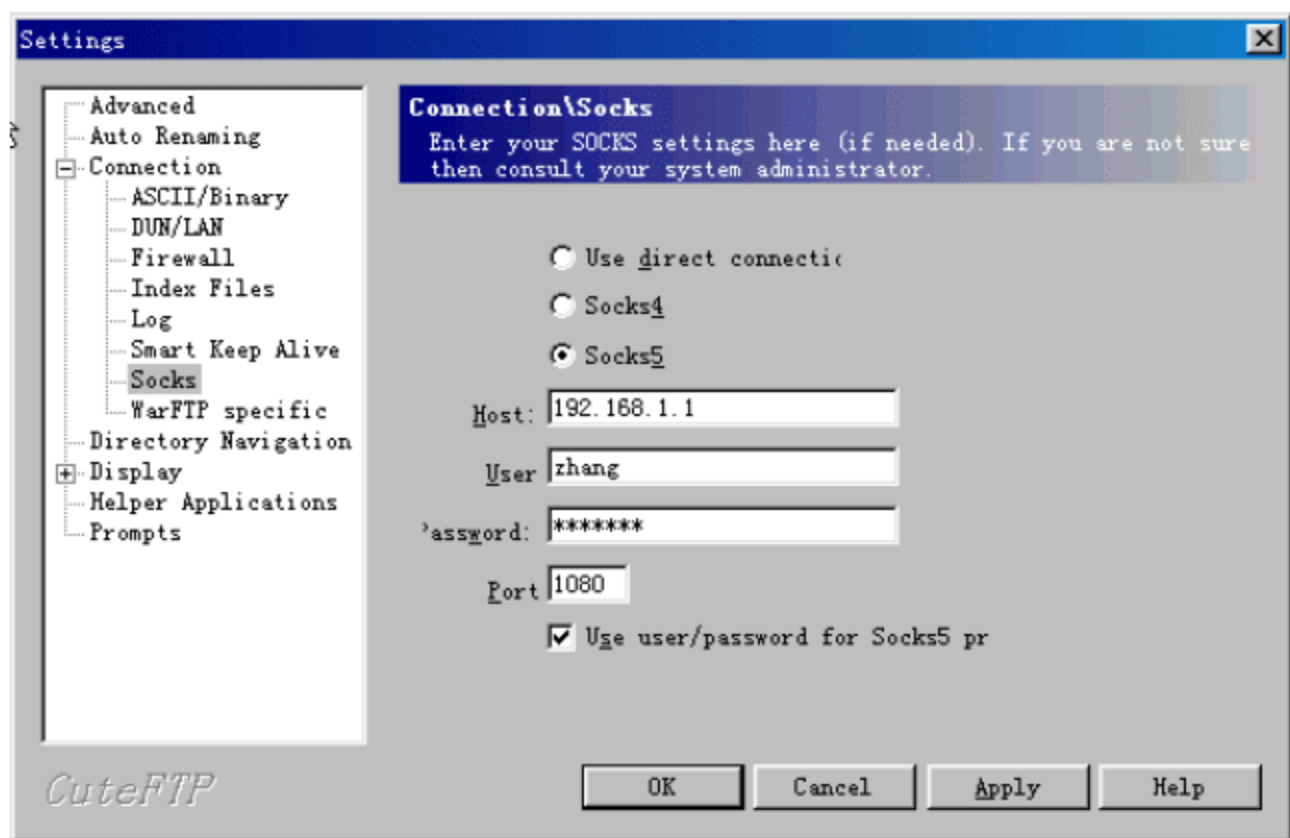 Settings
Advanced
Auto Renaming
Connection
ASCII/Binary
DUN/LAN
Firewall
Index Files
Log
Smart Keep Alive
Socks
WarFTP specific
Directory Navigation
Display
Helper Applications
Prompts
Connection\Socks
Enter your SOCKS settings here (if needed). If you are not sure
then consult your system administrator.
Use direct connectic
Socks4
Socks5
Host: 192.168.1.1
User zhang
'assword: *******
Port 1080
Use user/password for Socks5 pr
CuteFTP
OK Cancel Apply Help